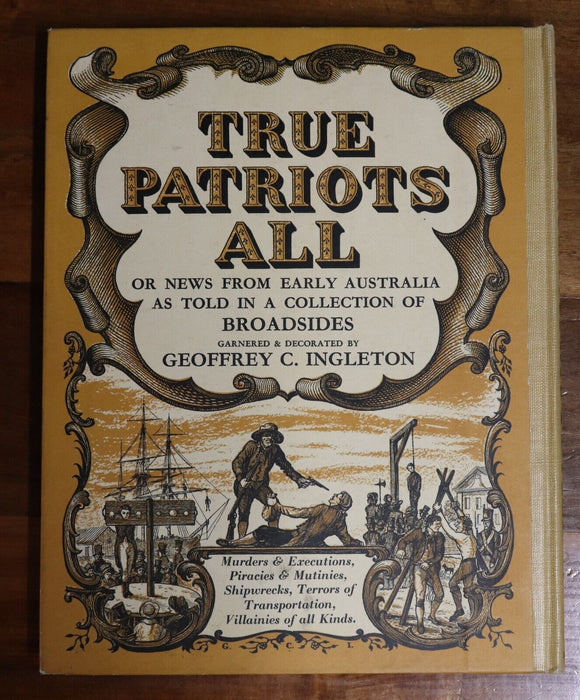 TRUE
PATRIOTS
ALL
OR NEWS FROM EARLY AUSTRALIA
AS TOLD IN A COLLECTION OF
BROADSIDES
GARNERED & DECORATED BY
GEOFFREY C. INGLETON
Murders & Executions,
Piracies & Mutinies,
Shipwrecks, Terrors of
Transportation,
Villainies of all Kinds.
G. C. I.